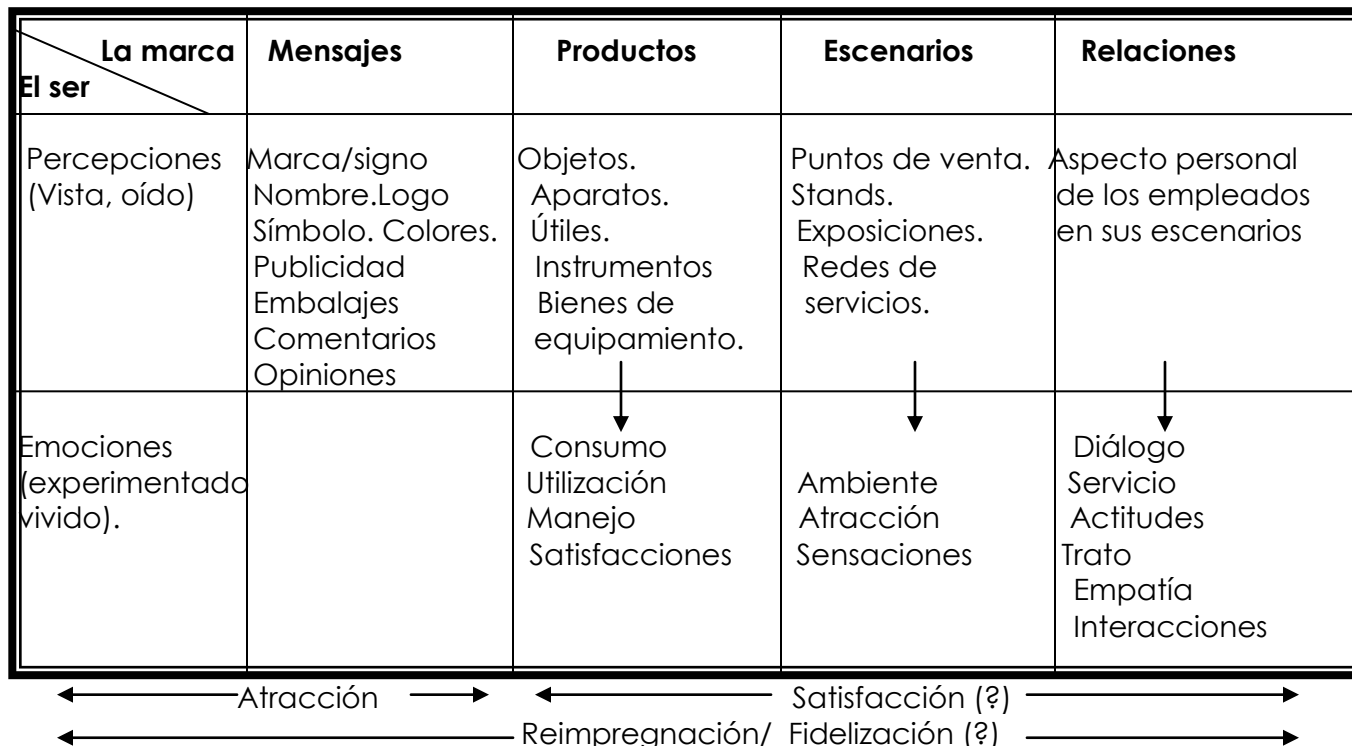 La marca
El ser
Mensajes
Productos
Escenarios
Relaciones
Percepciones
(Vista, oído)
Marca/signo
Nombre.Logo
Símbolo. Colores.
Publicidad
Embalajes
Comentarios
Opiniones
Objetos.
Aparatos.
Útiles.
Instrumentos
Bienes de
equipamiento.
Puntos de venta.
Stands.
Exposiciones.
Redes de
servicios.
Aspecto personal
de los empleados
en sus escenarios
Emociones
(experimentado
vivido).
Consumo
Utilización
Manejo
Satisfacciones
Ambiente
Atracción
Sensaciones
Diálogo
Servicio
Actitudes
Trato
Empatía
Interacciones
Atracción
Satisfacción (?)
Reimpregnación/ Fidelización (?)